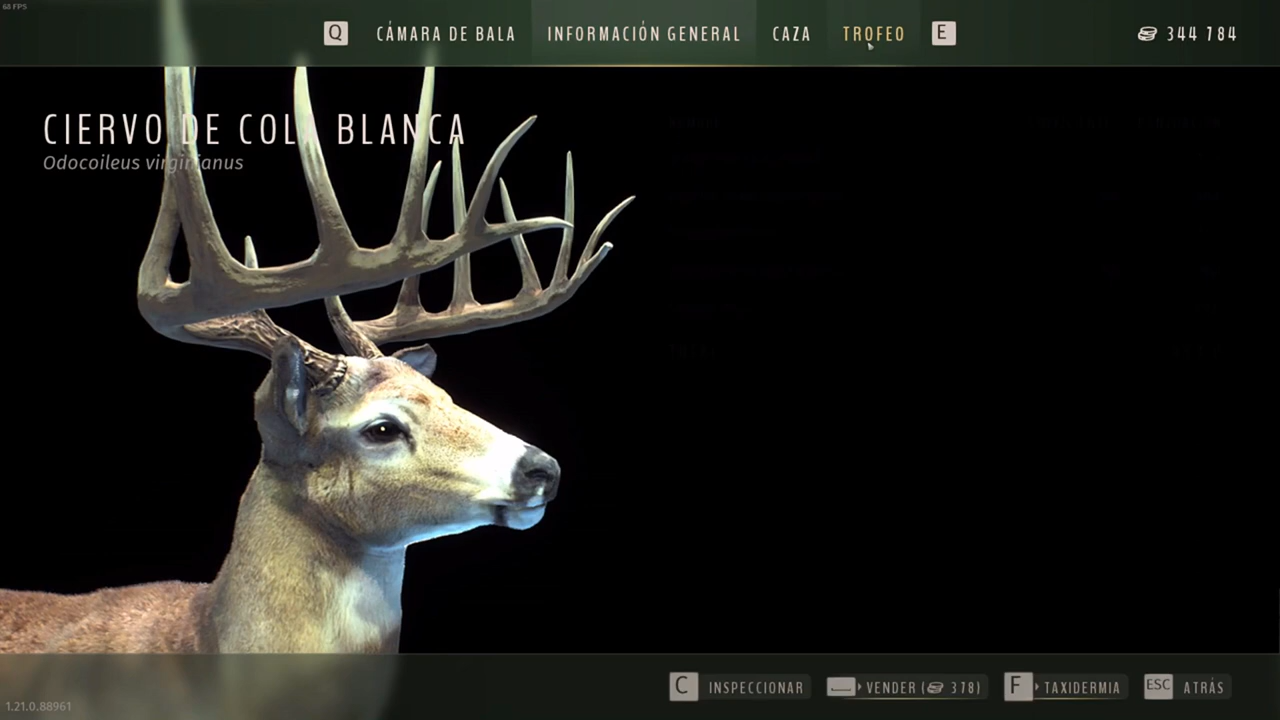 68 FPS
Q CÁMARA DE BALA INFORMACIÓN GENERAL CAZA TROFEO E 344 784
CIERVO DE COLA BLANCA
Odocoileus virginianus
C INSPECCIONAR VENDER (378) F TAXIDERMIA ESC ATRÁS
1.21.0.88961